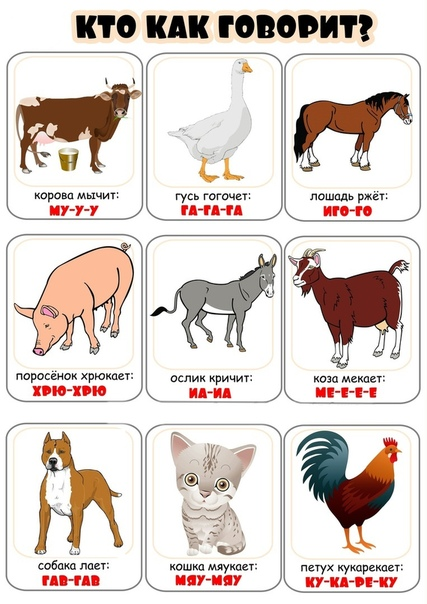 КТО КАК ГОВОРИТ?
корова мычит:
МУ-У-У
гусь гогочет:
ГА-ГА-ГА
лошадь ржёт:
ИГО-ГО
поросёнок хрюкает:
ХРЮ-ХРЮ
ослик кричит:
ИА-ИА
коза мекает:
МЕ-Е-Е-Е
собака лает:
ГАВ-ГАВ
кошка мяукает:
МЯУ-МЯУ
петух кукарекает:
КУ-КА-РЕ-КУ